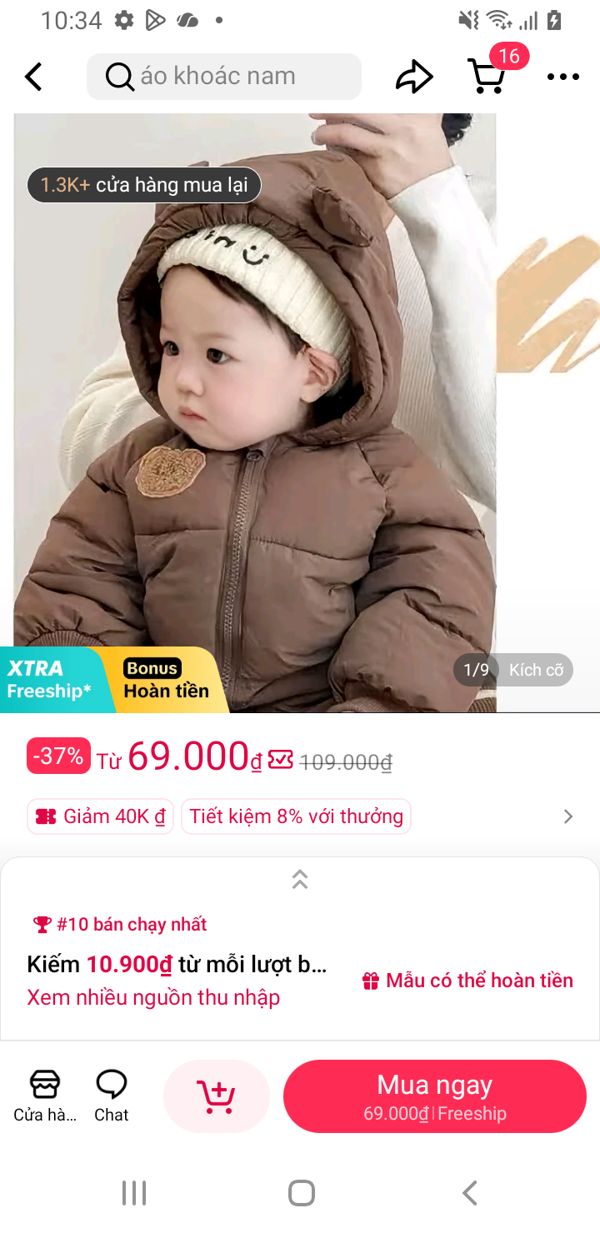 10:34
16
áo khoác nam
1.3K+ cửa hàng mua lại
XTRA
Freeship*
Bonus
Hoàn tiền
1/9
Kích cỡ
-37% Từ 69.000₫ 109.000₫
Giảm 40K ₫
Tiết kiệm 8% với thưởng
#10 bán chạy nhất
Kiếm 10.900₫ từ mỗi lượt b...
Xem nhiều nguồn thu nhập
Mẫu có thể hoàn tiền
Cửa hà...
Chat
Mua ngay
69.000₫|Freeship